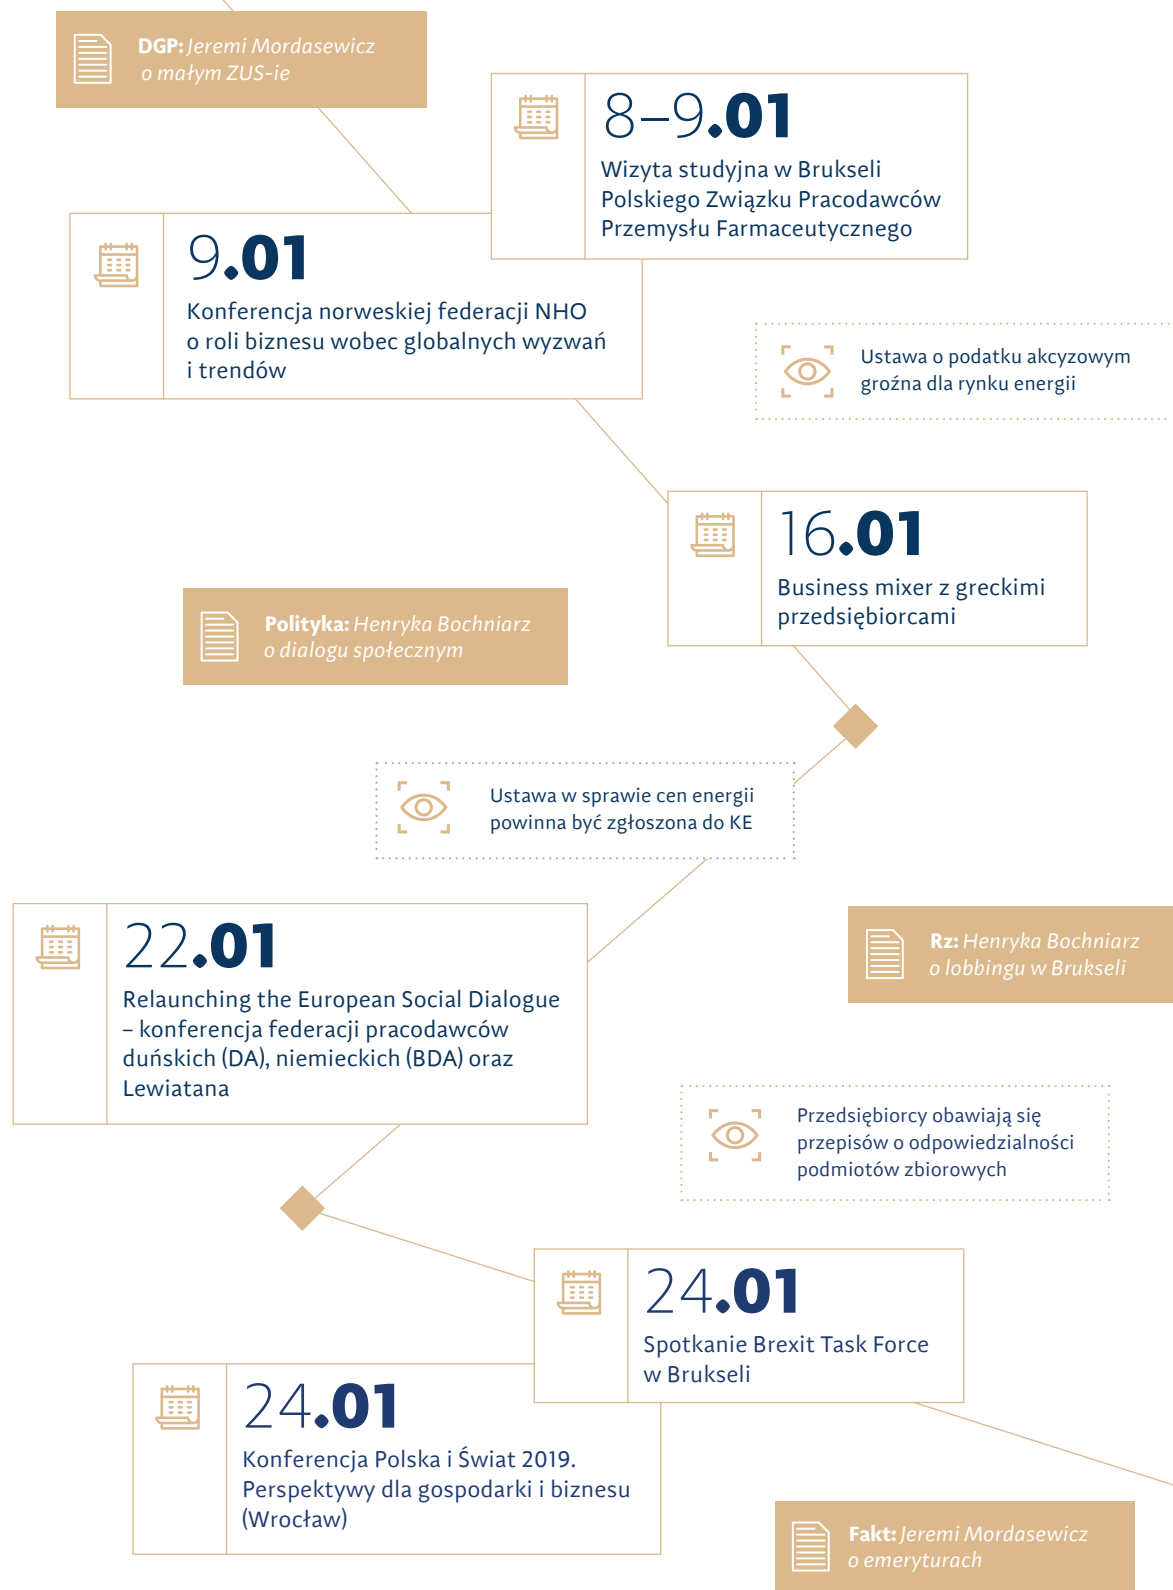 DGP: Jeremi Mordasewicz
o małym ZUS-ie
8–9.01
Wizyta studyjna w Brukseli
Polskiego Związku Pracodawców
Przemysłu Farmaceutycznego
9.01
Konferencja norweskiej federacji NHO
o roli biznesu wobec globalnych wyzwań
i trendów
Ustawa o podatku akcyzowym
groźna dla rynku energii
16.01
Business mixer z greckimi
przedsiębiorcami
Polityka: Henryka Bochniarz
o dialogu społecznym
Ustawa w sprawie cen energii
powinna być zgłoszona do KE
22.01
Relaunching the European Social Dialogue
– konferencja federacji pracodawców
duńskich (DA), niemieckich (BDA) oraz
Lewiatana
Rz: Henryka Bochniarz
o lobbingu w Brukseli
Przedsiębiorcy obawiają się
przepisów o odpowiedzialności
podmiotów zbiorowych
24.01
Spotkanie Brexit Task Force
w Brukseli
24.01
Konferencja Polska i Świat 2019.
Perspektywy dla gospodarki i biznesu
(Wrocław)
Fakt: Jeremi Mordasewicz
o emeryturach